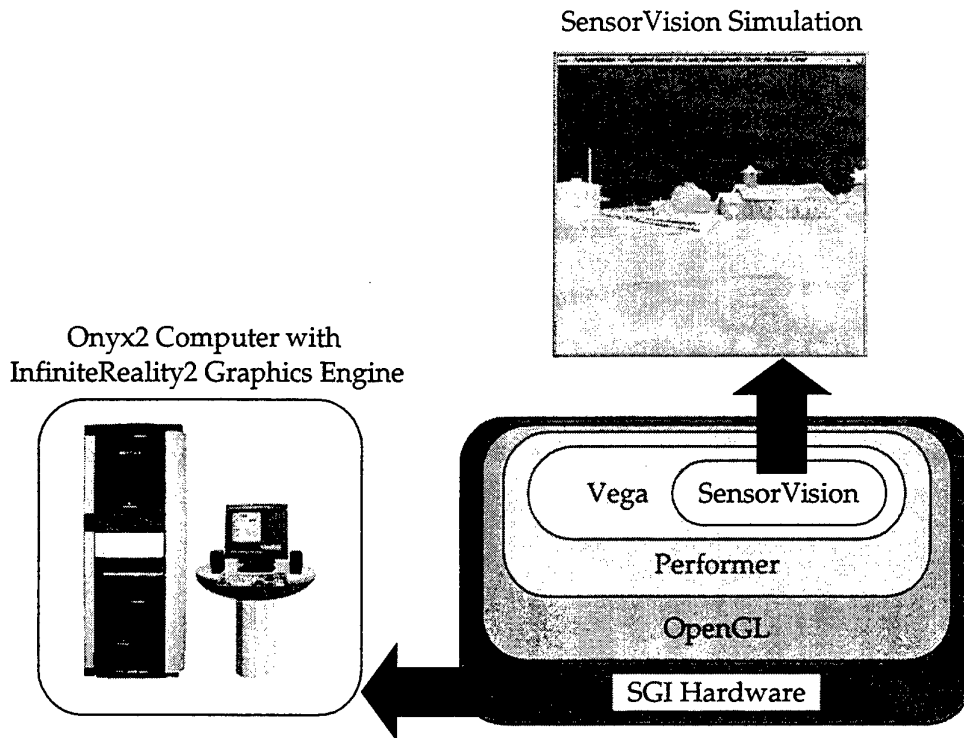 SensorVision Simulation
Onyx2 Computer with
InfiniteReality2 Graphics Engine
Vega
SensorVision
Performer
OpenGL
SGI Hardware